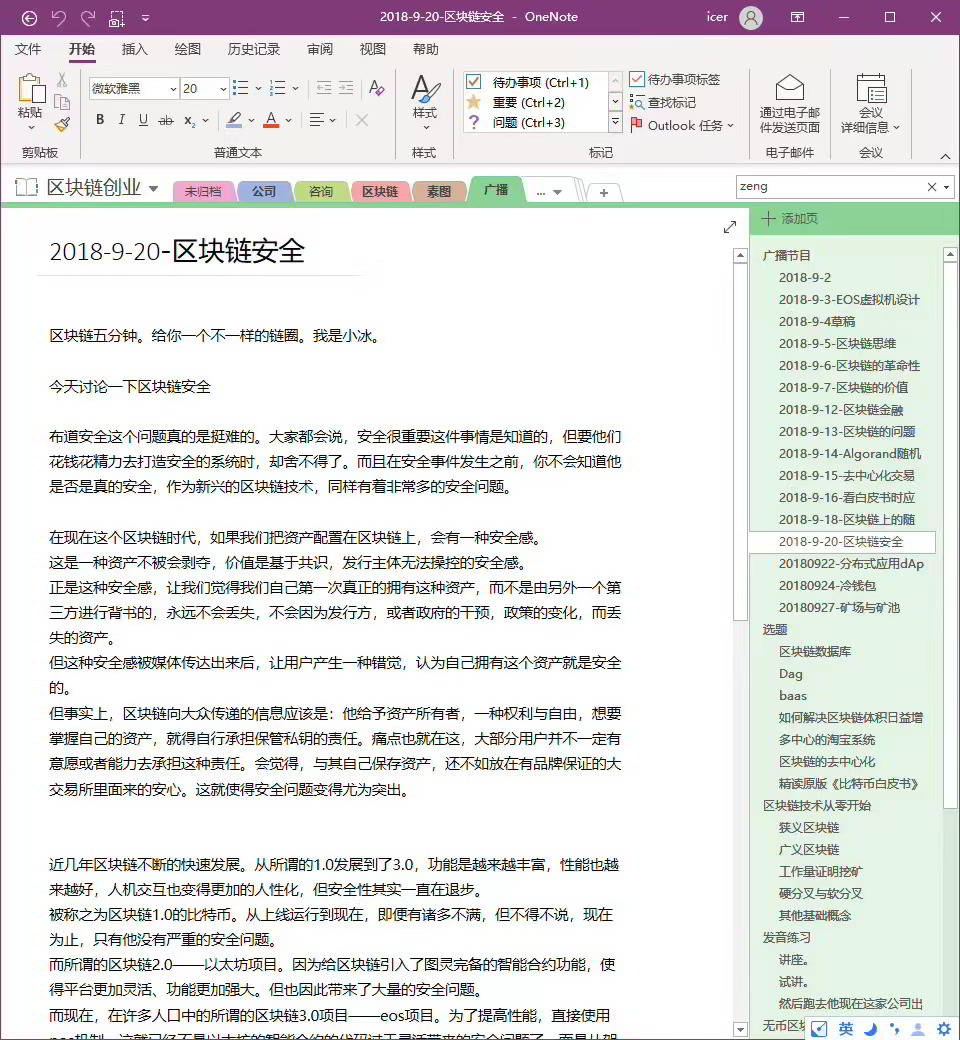 2018-9-20-区块链安全 - OneNote
icer
文件 开始 插入 绘图 历史记录 审阅 视图 帮助
粘贴
剪贴板
微软雅黑 20
B I U ab x₂ A
普通文本
样式
样式
待办事项 (Ctrl+1)
重要 (Ctrl+2)
? 问题 (Ctrl+3)
待办事项标签
查找标记
Outlook 任务
标记
通过电子邮
件发送页面
电子邮件
会议
详细信息
会议
区块链创业
未归档 公司 咨询 区块链 素图 广播 ... +
zeng
2018-9-20-区块链安全
区块链五分钟。给你一个不一样的链圈。我是小冰。
今天讨论一下区块链安全
布道安全这个问题真的是挺难的。大家都会说，安全很重要这件事情是知道的，但要他们
花钱花精力去打造安全的系统时，却舍不得了。而且在安全事件发生之前，你不会知道他
是否是真的安全，作为新兴的区块链技术，同样有着非常多的安全问题。
在现在这个区块链时代，如果我们把资产配置在区块链上，会有一种安全感。
这是一种资产不被会剥夺，价值是基于共识，发行主体无法操控的安全感。
正是这种安全感，让我们觉得我们自己第一次真正的拥有这种资产，而不是由另外一个第
三方进行背书的，永远不会丢失，不会因为发行方，或者政府的干预，政策的变化，而丢
失的资产。
但这种安全感被媒体传达出来后，让用户产生一种错觉，认为自己拥有这个资产就是安全
的。
但事实上，区块链向大众传递的信息应该是：他给予资产所有者，一种权利与自由，想要
掌握自己的资产，就得自行承担保管私钥的责任。痛点也就在这，大部分用户并不一定有
意愿或者能力去承担这种责任。会觉得，与其自己保存资产，还不如放在有品牌保证的大
交易所里面来的安心。这就使得安全问题变得尤为突出。
近几年区块链不断的快速发展。从所谓的1.0发展到了3.0，功能是越来越丰富，性能也越
来越好，人机交互也变得更加的人性化，但安全性其实一直在退步。
被称之为区块链1.0的比特币。从上线运行到现在，即便有诸多不满，但不得不说，现在
为止，只有他没有严重的安全问题。
而所谓的区块链2.0——以太坊项目。因为给区块链引入了图灵完备的智能合约功能，使
得平台更加灵活、功能更加强大。但也因此带来了大量的安全问题。
而现在，在许多人口中的所谓的区块链3.0项目——eos项目。为了提高性能，直接使用
添加页
广播节目
2018-9-2
2018-9-3-EOS虚拟机设计
2018-9-4草稿
2018-9-5-区块链思维
2018-9-6-区块链的革命性
2018-9-7-区块链的价值
2018-9-12-区块链金融
2018-9-13-区块链的问题
2018-9-14-Algorand随机
2018-9-15-去中心化交易
2018-9-16-看白皮书时应
2018-9-18-区块链上的随
2018-9-20-区块链安全
20180922-分布式应用dAp
20180924-冷钱包
20180927-矿场与矿池
选题
区块链数据库
Dag
baas
如何解决区块链体积日益增
多中心的淘宝系统
区块链的去中心化
精读原版《比特币白皮书》
区块链技术从零开始
狭义区块链
广义区块链
工作量证明挖矿
硬分叉与软分叉
其他基础概念
发音练习
讲座。
试讲。
然后跑去他现在这家公司出
无币区块
英